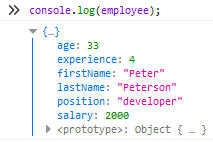 >> console.log(employee);
▼ {…}
age: 33
experience: 4
firstName: "Peter"
lastName: "Peterson"
position: "developer"
salary: 2000
▶ <prototype>: Object { … }